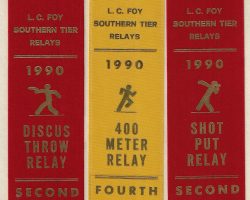 L. C. FOY
SOUTHERN TIER
RELAYS
1990
DISCUS
THROW
RELAY
SECOND
L. C. FOY
SOUTHERN TIER
RELAYS
1990
400
METER
RELAY
FOURTH
L. C. FOY
SOUTHERN TIER
RELAYS
1990
SHOT
PUT
RELAY
SECOND